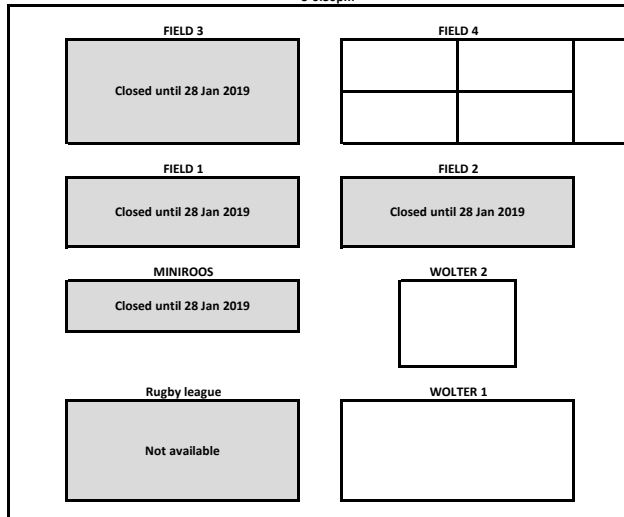 FIELD 3
FIELD 4
Closed until 28 Jan 2019
FIELD 1
FIELD 2
Closed until 28 Jan 2019
Closed until 28 Jan 2019
MINIROOS
WOLTER 2
Closed until 28 Jan 2019
Rugby league
WOLTER 1
Not available